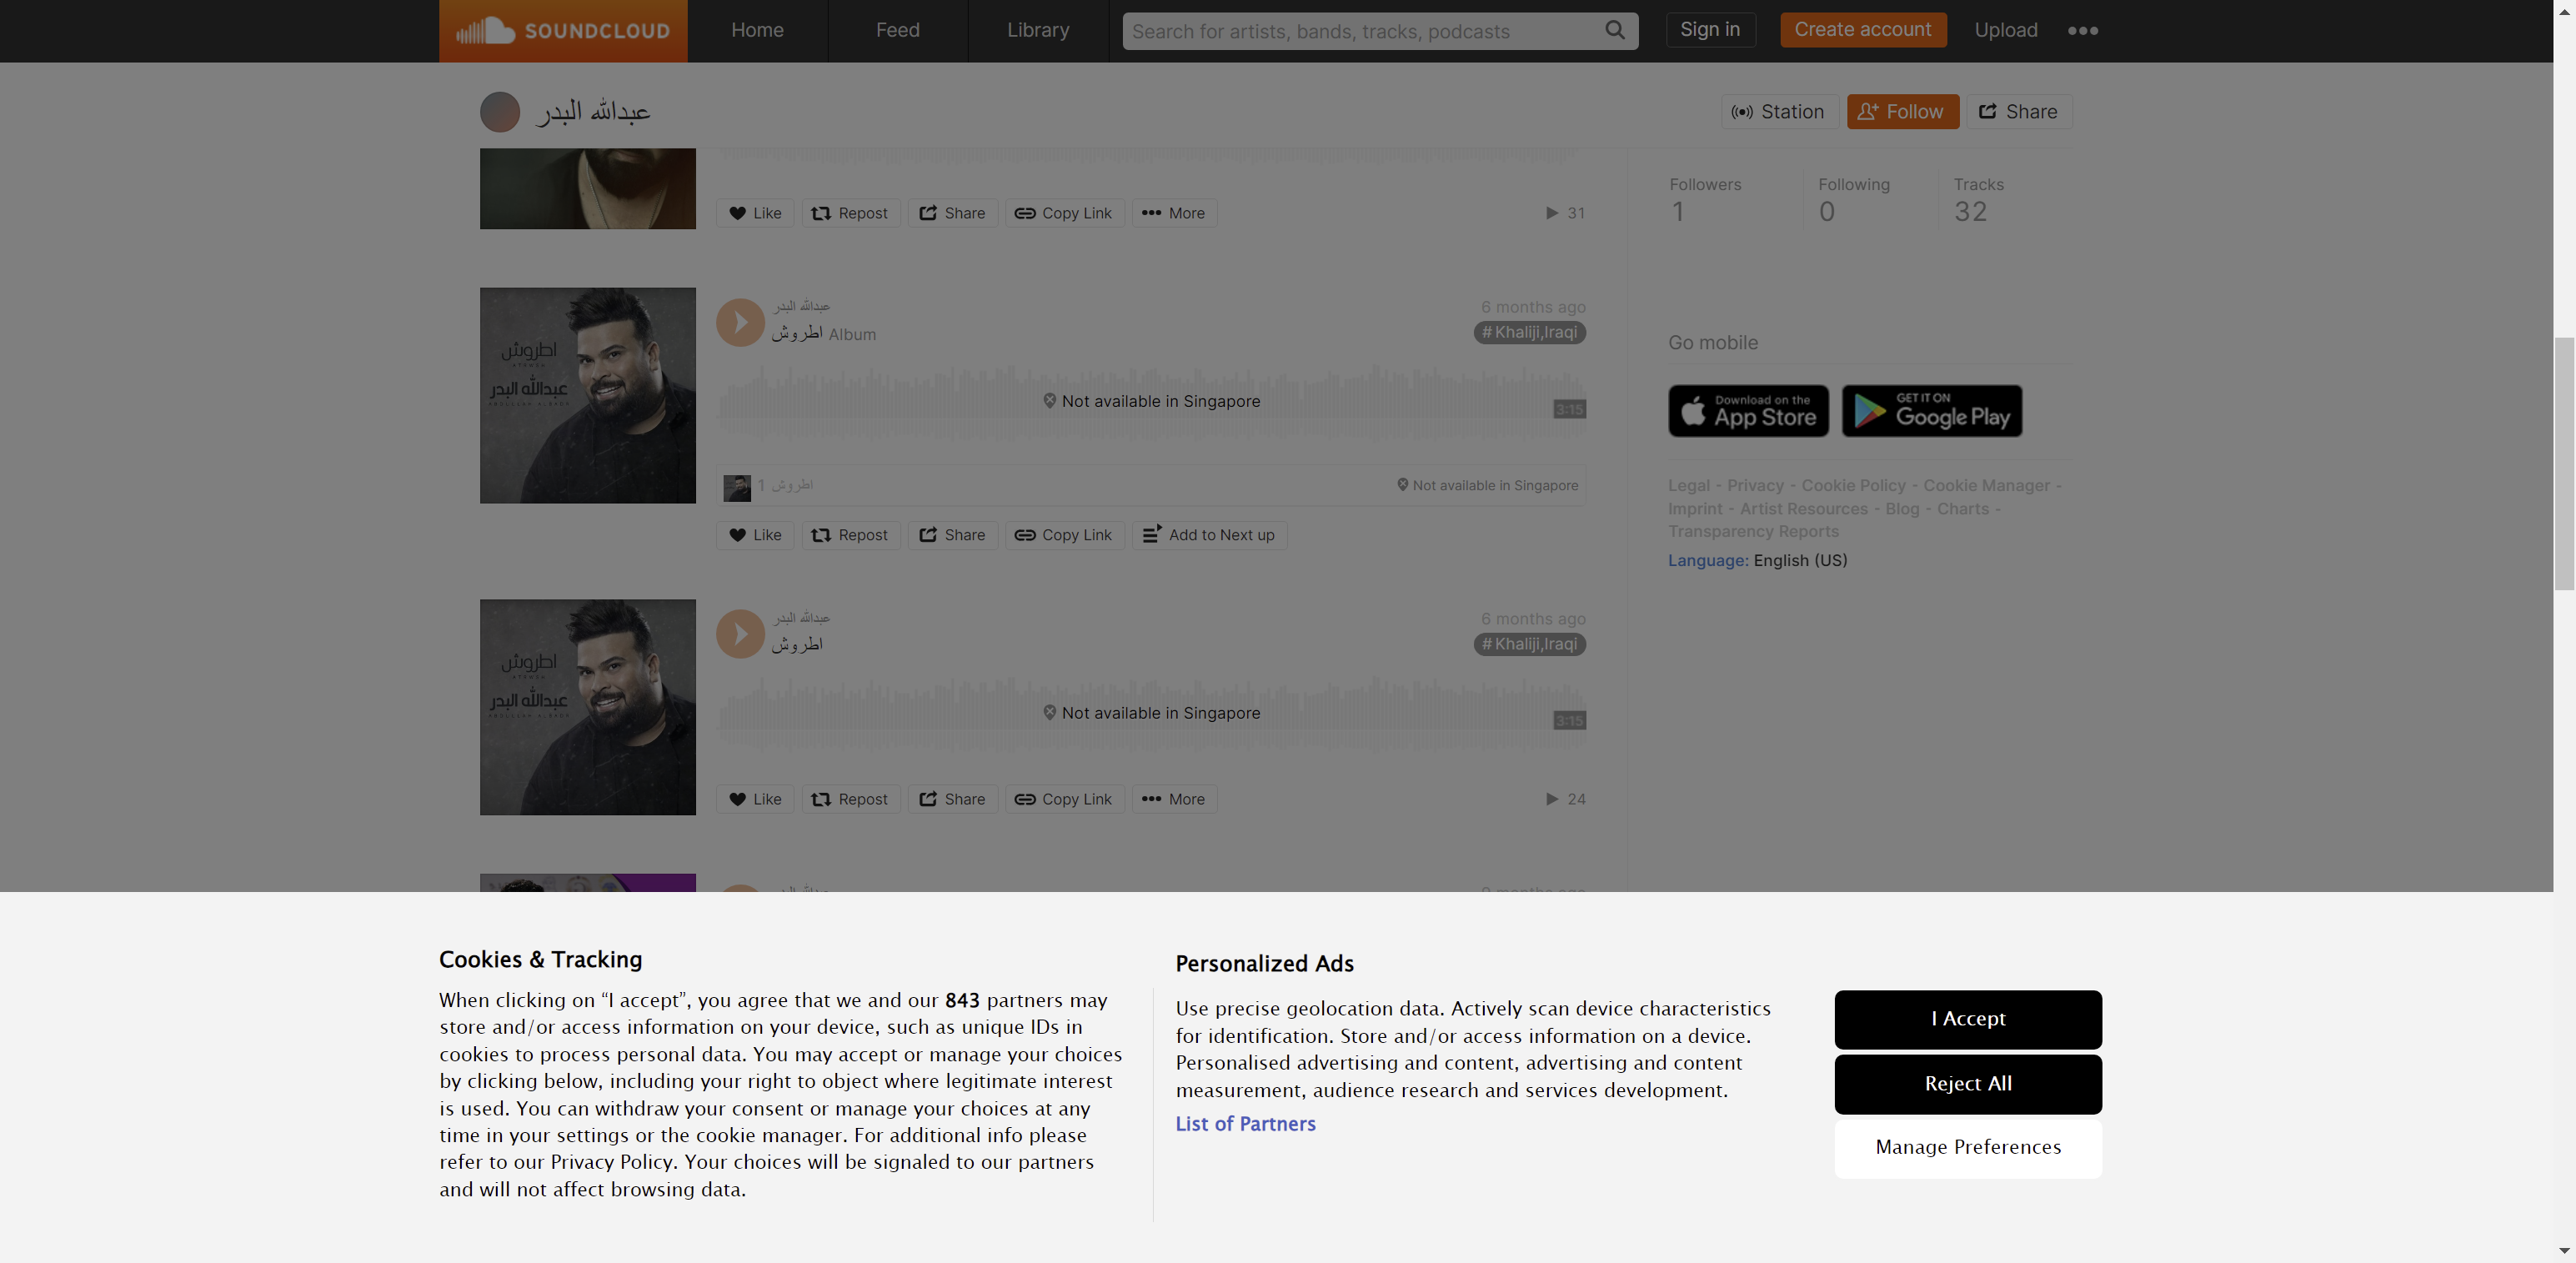 SOUNDCLOUD
Home
Feed
Library
Search for artists, bands, tracks, podcasts
Sign in
Create account
Upload
عبدالله البدر
Station
Follow
Share
Like
Repost
Share
Copy Link
More
31
Followers
1
Following
0
Tracks
32
اطروش
عبدالله البدر
عبدالله البدر
اطروش Album
6 months ago
# Khaliji,Iraqi
Not available in Singapore
3:15
1 اطروش
Not available in Singapore
Like
Repost
Share
Copy Link
Add to Next up
Go mobile
Download on the
App Store
GET IT ON
Google Play
Legal - Privacy - Cookie Policy - Cookie Manager -
Imprint - Artist Resources - Blog - Charts -
Transparency Reports
Language: English (US)
اطروش
عبدالله البدر
عبدالله البدر
اطروش
6 months ago
# Khaliji,Iraqi
Not available in Singapore
3:15
Like
Repost
Share
Copy Link
More
24
Cookies & Tracking
When clicking on “I accept”, you agree that we and our 843 partners may
store and/or access information on your device, such as unique IDs in
cookies to process personal data. You may accept or manage your choices
by clicking below, including your right to object where legitimate interest
is used. You can withdraw your consent or manage your choices at any
time in your settings or the cookie manager. For additional info please
refer to our Privacy Policy. Your choices will be signaled to our partners
and will not affect browsing data.
Personalized Ads
Use precise geolocation data. Actively scan device characteristics
for identification. Store and/or access information on a device.
Personalised advertising and content, advertising and content
measurement, audience research and services development.
List of Partners
I Accept
Reject All
Manage Preferences